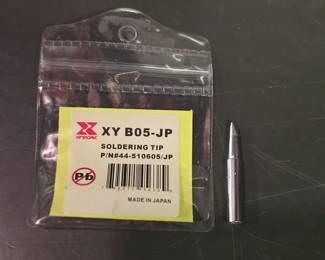 X
XY B05-JP
SOLDERING TIP
P/N#44-510605/JP
Pb
MADE IN JAPAN